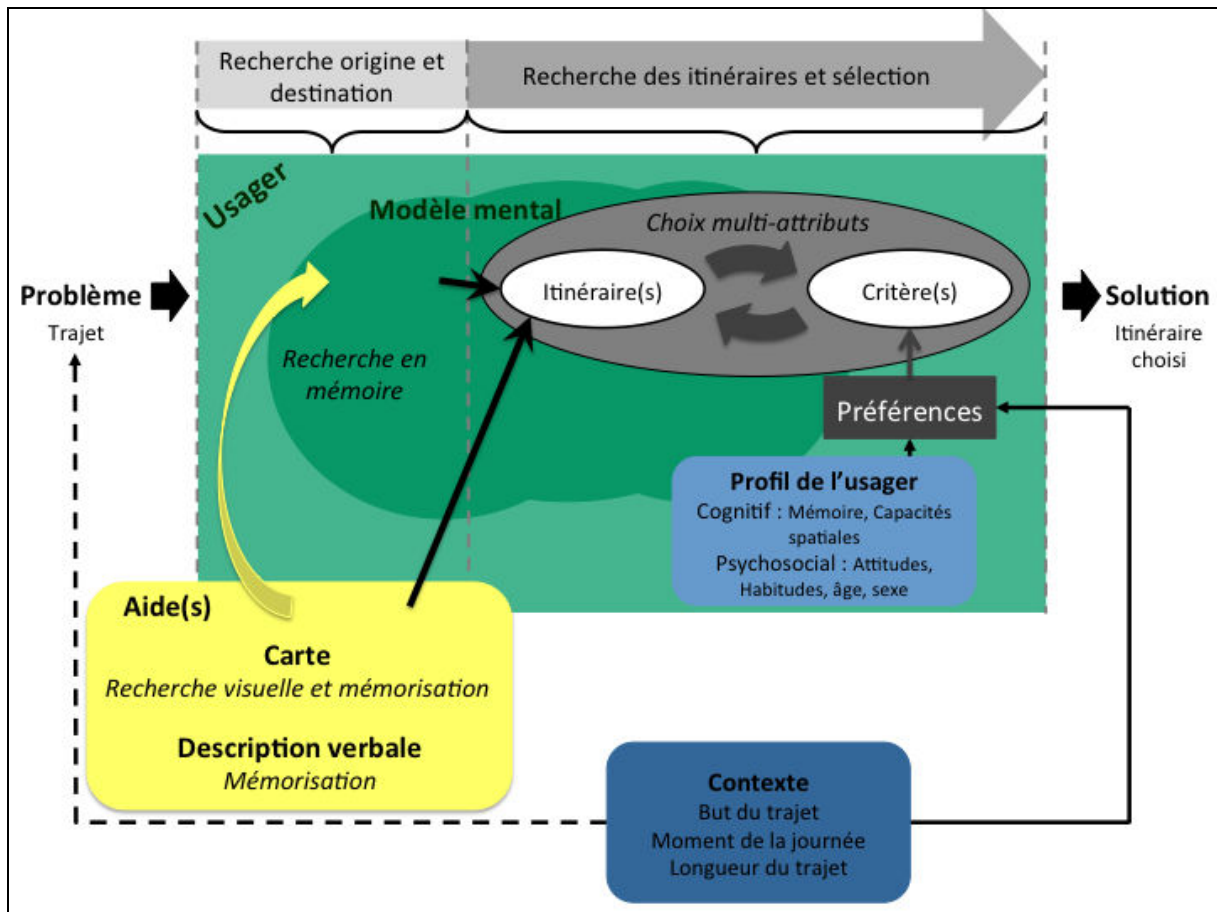 Recherche origine et
destination
Recherche des itinéraires et sélection
Usager
Modèle mental
Choix multi-attributs
Itinéraire(s)
Critère(s)
Problème
Trajet
Solution
Itinéraire
choisi
Recherche en
mémoire
Préférences
Profil de l'usager
Cognitif : Mémoire, Capacités
spatiales
Psychosocial : Attitudes,
Habitudes, âge, sexe
Aide(s)
Carte
Recherche visuelle et mémorisation
Description verbale
Mémorisation
Contexte
But du trajet
Moment de la journée
Longueur du trajet